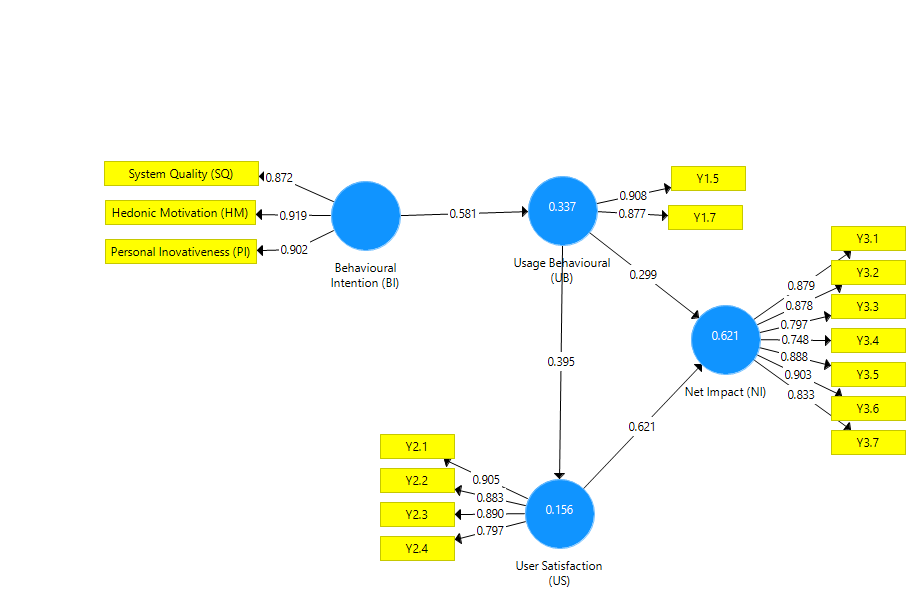 System Quality (SQ)
Hedonic Motivation (HM)
Personal Inovativeness (PI)
0.872
0.919
0.902
Behavioural
Intention (BI)
0.581
0.337
Usage Behavioural
(UB)
0.908
0.877
Y1.5
Y1.7
0.299
0.395
0.621
Net Impact (NI)
0.879
0.878
0.797
0.748
0.888
0.903
0.833
Y3.1
Y3.2
Y3.3
Y3.4
Y3.5
Y3.6
Y3.7
0.621
Y2.1
Y2.2
Y2.3
Y2.4
0.905
0.883
0.890
0.797
0.156
User Satisfaction
(US)